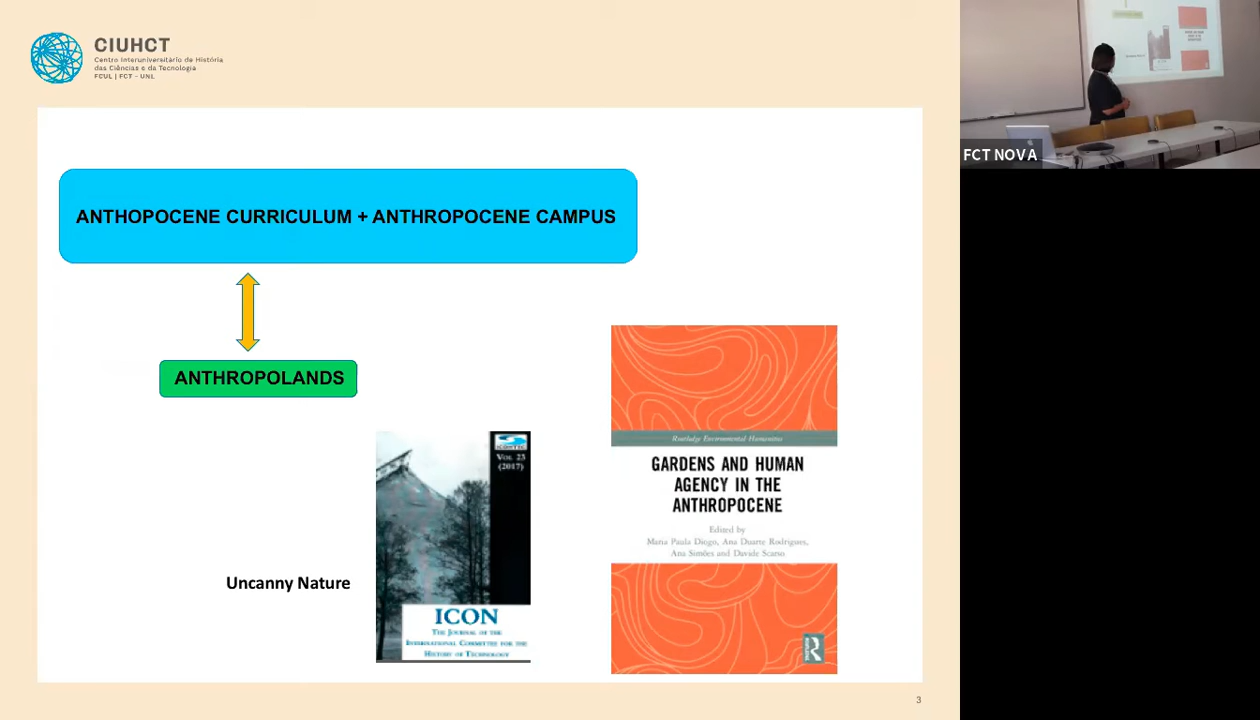 CIUHCT
Centro Interuniversitário de História
das Ciências e da Tecnologia
FCUL | FCT - UNL
FCT NOVA
ANTHOPOCENE CURRICULUM + ANTHROPOCENE CAMPUS
ANTHROPOLANDS
Uncanny Nature
ICOHTEC
VOL 23
(2017)
ICON
THE JOURNAL OF THE
INTERNATIONAL COMMITTEE FOR THE
HISTORY OF TECHNOLOGY
Routledge Environmental Humanities
GARDENS AND HUMAN
AGENCY IN THE
ANTHROPOCENE
Edited by
Maria Paula Diogo, Ana Duarte Rodrigues,
Ana Simões and Davide Scarso
ROUTLEDGE
3